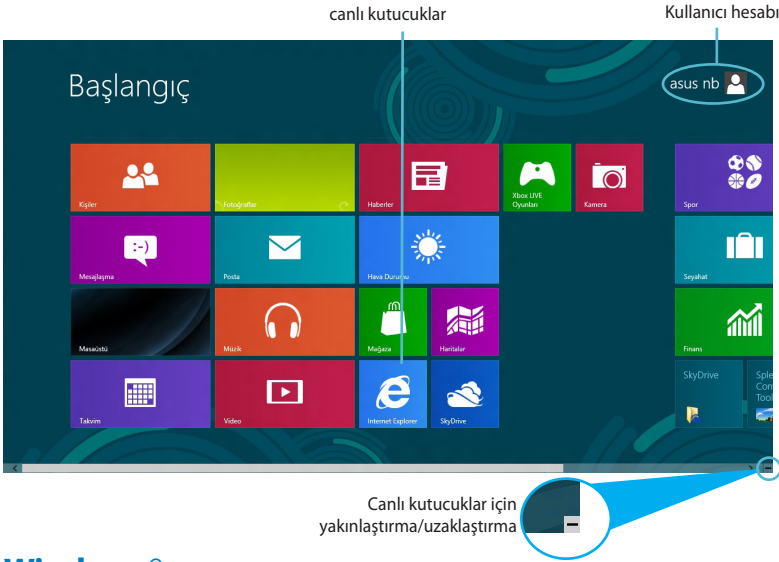 canlı kutucuklar
Kullanıcı hesabı
Başlangıç
asus nb
Kişiler
Fotoğraflar
Haberler
Xbox LIVE
Oyunları
Kamera
Spor
Mesajlaşma
Posta
Hava Durumu
Seyahat
Masaüstü
Müzik
Mağaza
Haritalar
Finans
Takvim
Video
Internet Explorer
SkyDrive
SkyDrive
Canlı kutucuklar için
yakınlaştırma/uzaklaştırma